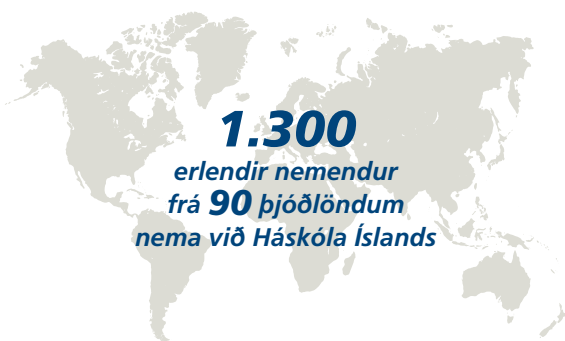 1.300
erlendir nemendur
frá 90 þjóðlöndum
nema við Háskóla Íslands